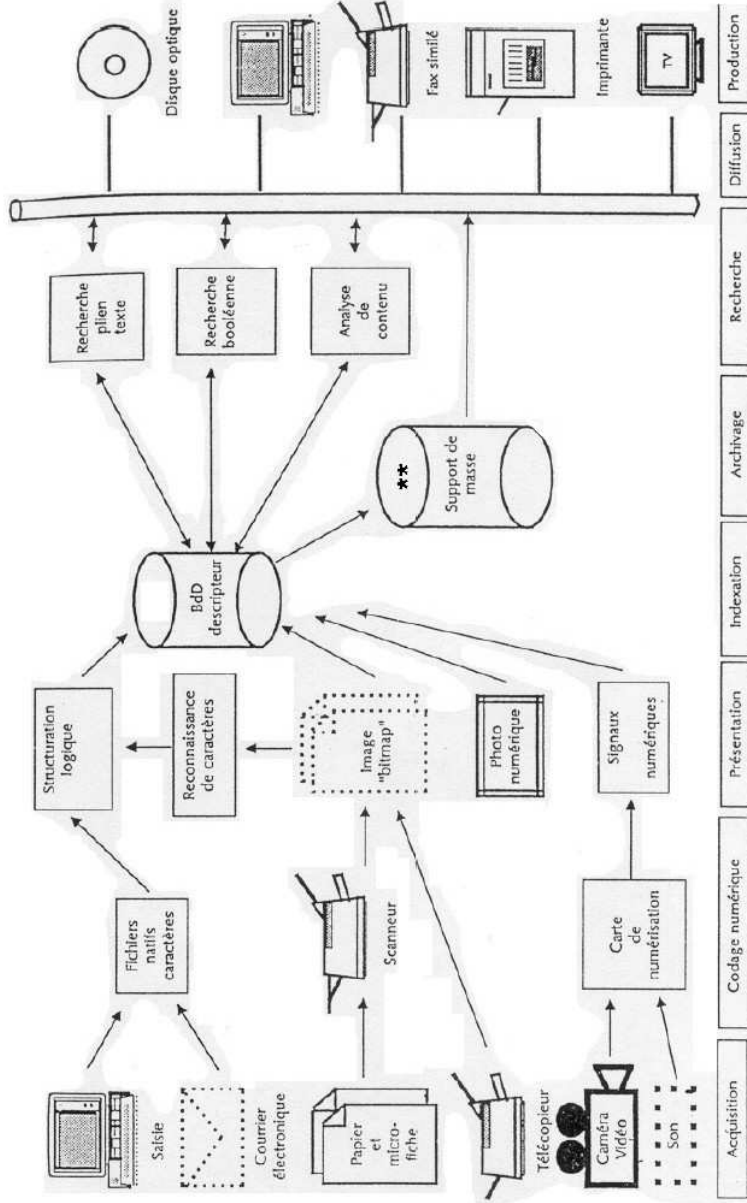 Saisie
Courrier
électronique
Papier
et
micro-
fiche
Télécopieur
Caméra
Vidéo
Son
Fichiers
natifs
caractères
Scanneur
Carte
de
numérisation
Structuration
logique
Reconnaissance
de caractères
Image
"bitmap"
Photo
numérique
Signaux
numériques
BdD
descripteur
**
Support de
masse
Recherche
plien
texte
Recherche
booléenne
Analyse
de
contenu
Disque optique
Fax similé
Imprimante
TV
Acquisition
Codage numérique
Présentation
Indexation
Archivage
Recherche
Diffusion
Production